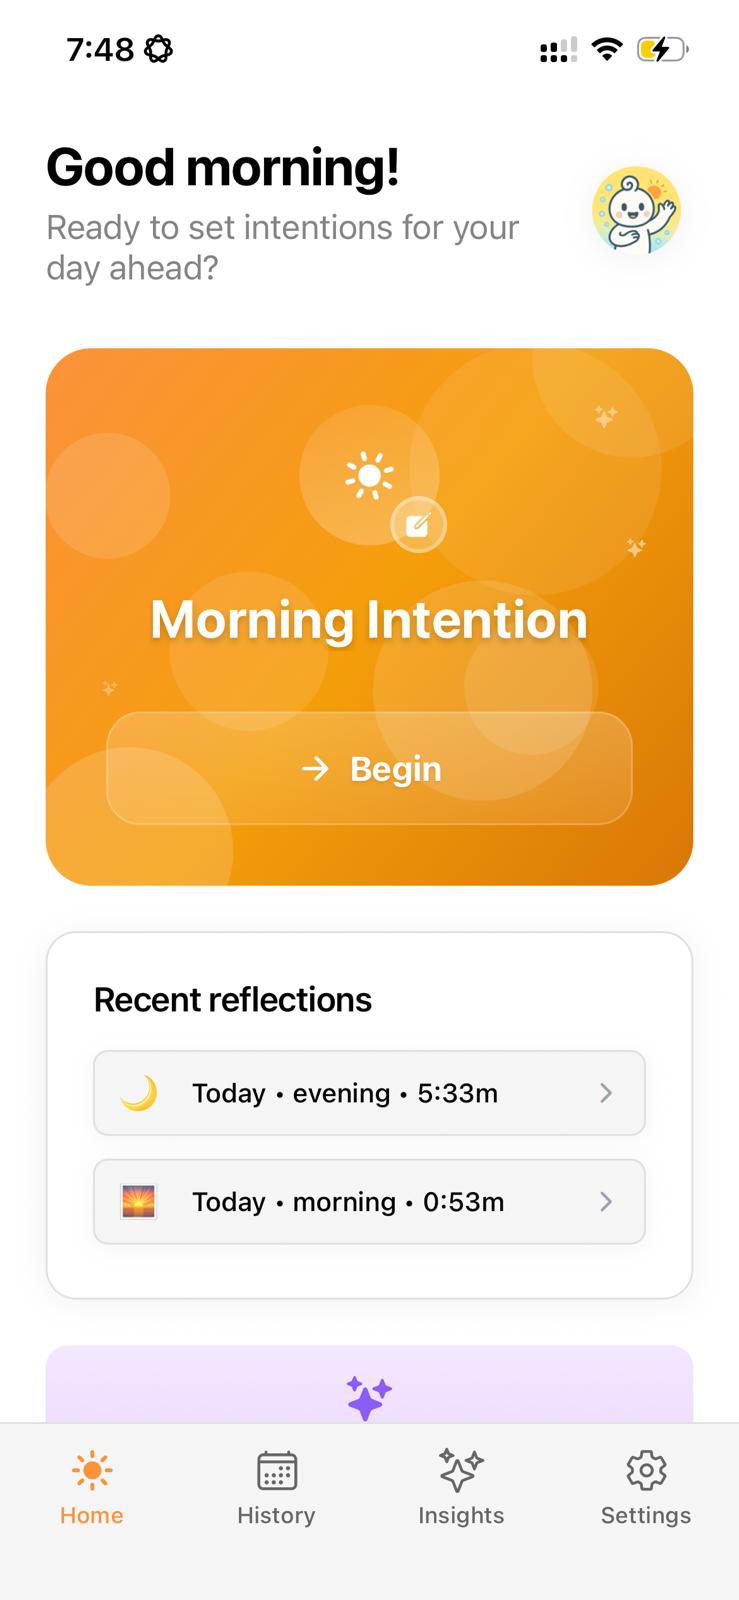 7:48
Good morning!
Ready to set intentions for your
day ahead?
Morning Intention
→ Begin
Recent reflections
Today • evening • 5:33m
Today • morning • 0:53m
Home
History
Insights
Settings